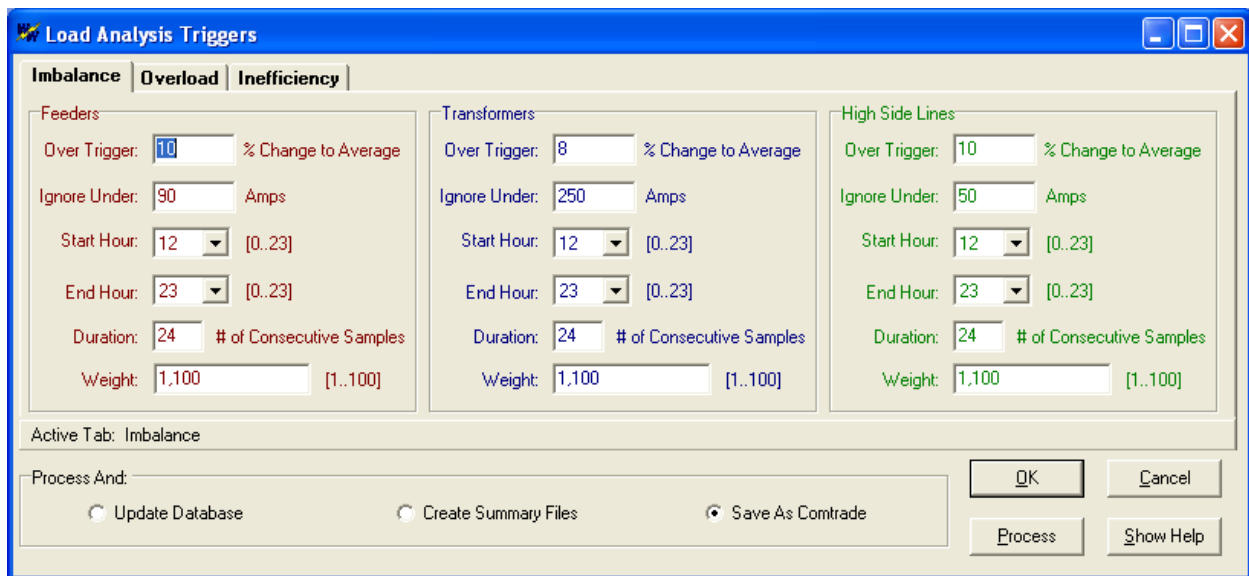 Load Analysis Triggers
Imbalance Overload Inefficiency
Feeders
Over Trigger: 10 % Change to Average
Ignore Under: 90 Amps
Start Hour: 12 [0..23]
End Hour: 23 [0..23]
Duration: 24 # of Consecutive Samples
Weight: 1,100 [1..100]
Transformers
Over Trigger: 8 % Change to Average
Ignore Under: 250 Amps
Start Hour: 12 [0..23]
End Hour: 23 [0..23]
Duration: 24 # of Consecutive Samples
Weight: 1,100 [1..100]
High Side Lines
Over Trigger: 10 % Change to Average
Ignore Under: 50 Amps
Start Hour: 12 [0..23]
End Hour: 23 [0..23]
Duration: 24 # of Consecutive Samples
Weight: 1,100 [1..100]
Active Tab: Imbalance
Process And:
Update Database Create Summary Files Save As Comtrade
OK Cancel
Process Show Help